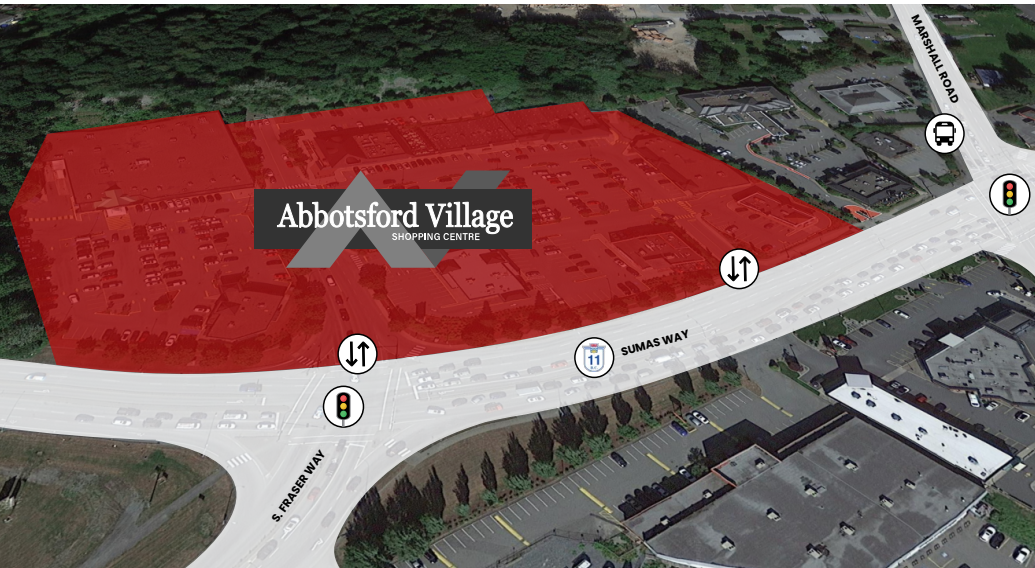 MARSHALL ROAD
Abbotsford Village
SHOPPING CENTRE
SUMAS WAY
11
S. FRASER WAY